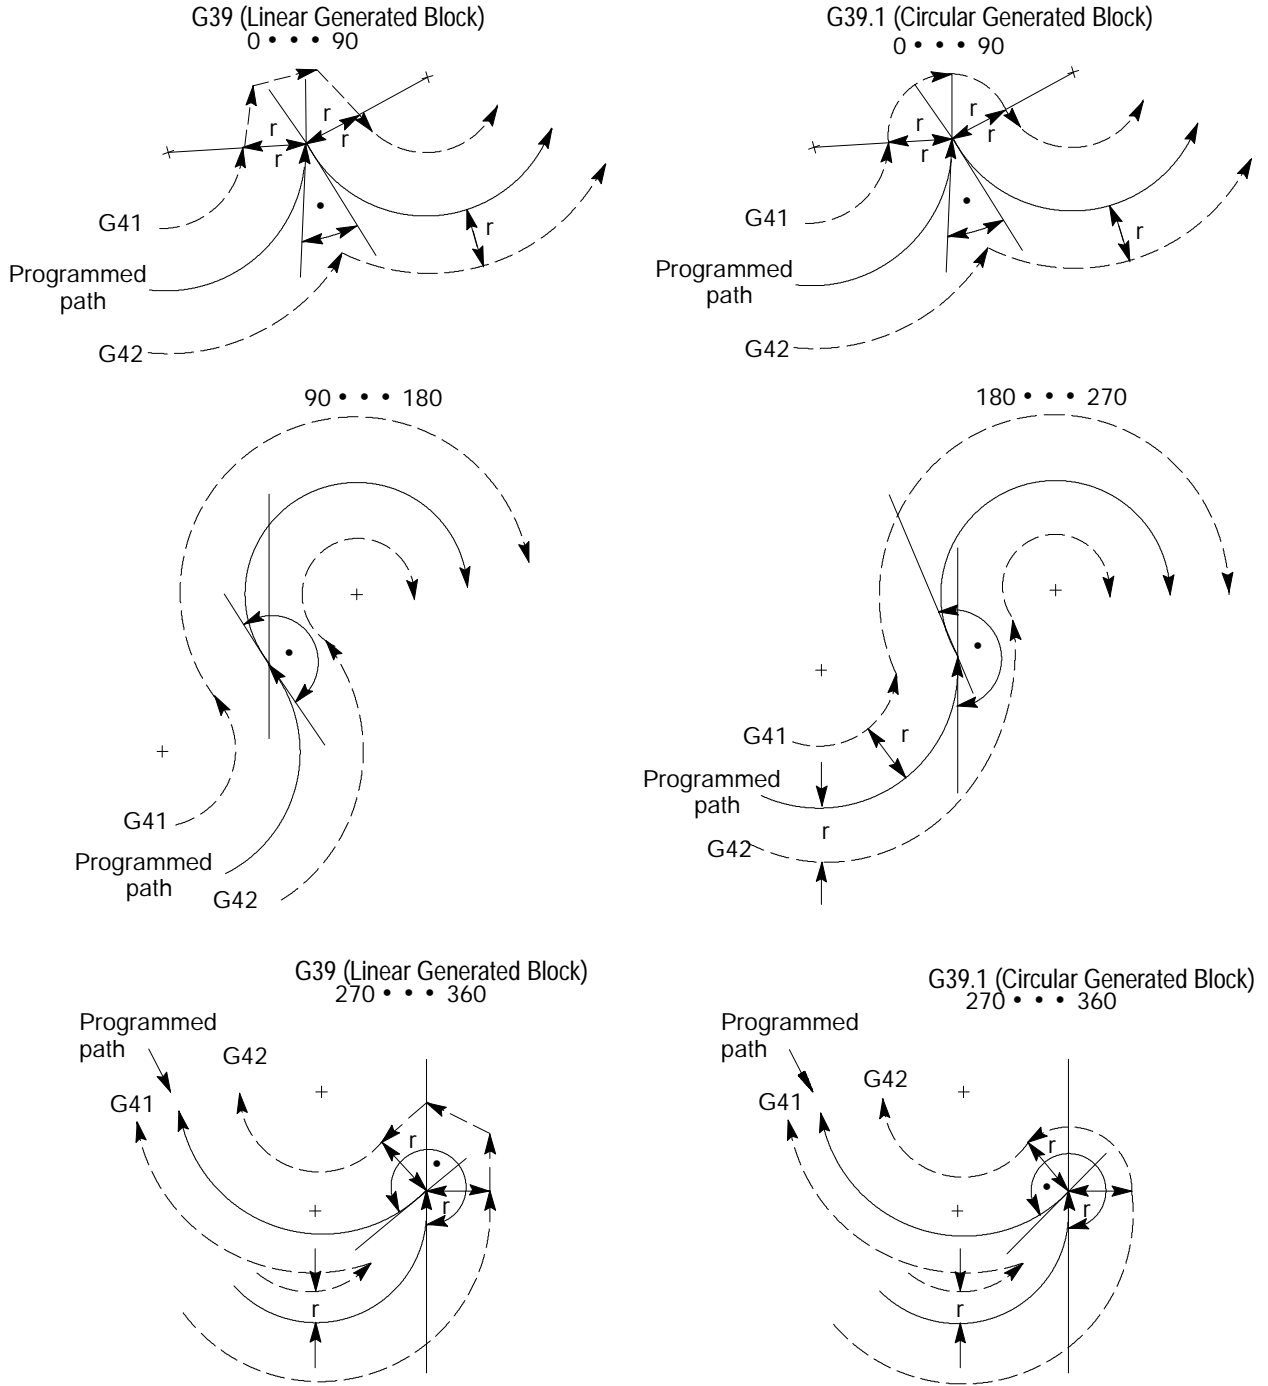 G39 (Linear Generated Block)
0 • • • 90
r
r
r
r
•
r
G41
Programmed
path
G42
G39.1 (Circular Generated Block)
0 • • • 90
r
r
r
r
•
r
G41
Programmed
path
G42
90 • • • 180
•
G41
Programmed
path
G42
180 • • • 270
•
G41
r
Programmed
path
r
G42
G39 (Linear Generated Block)
270 • • • 360
Programmed
path
G42
G41
r
•
r
r
G39.1 (Circular Generated Block)
270 • • • 360
Programmed
path
G42
G41
r
•
r
r